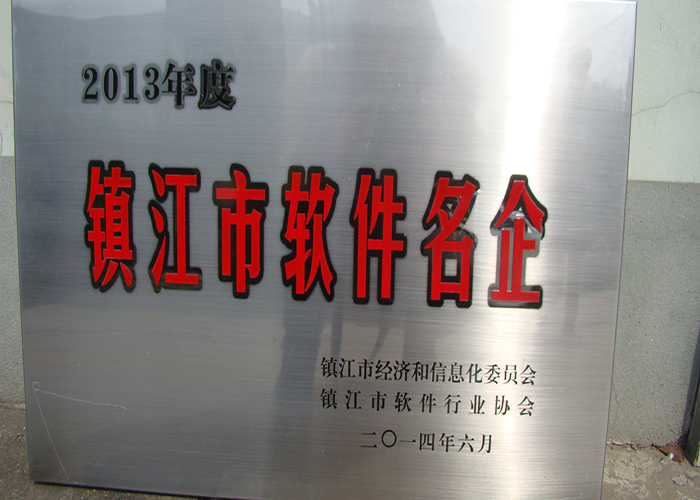 2013年度
镇江市软件名企
镇江市经济和信息化委员会
镇江市软件行业协会
二〇一四年六月